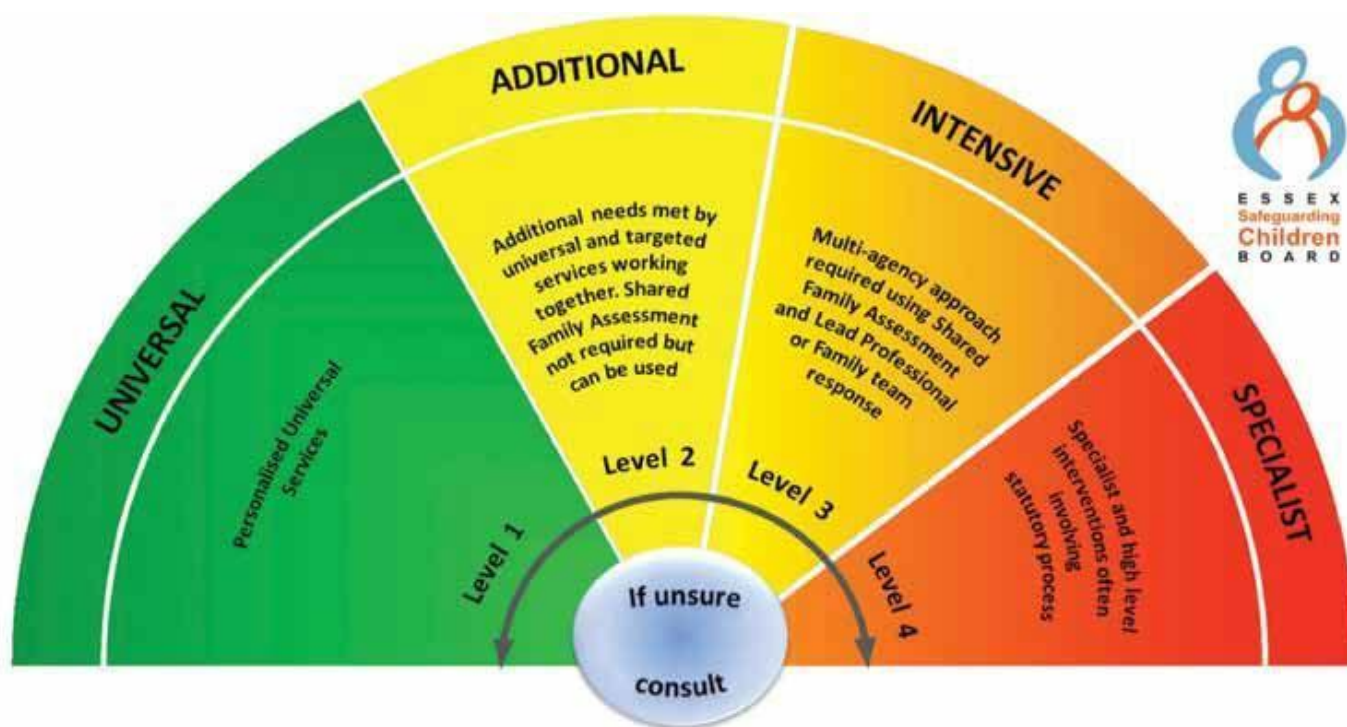 UNIVERSAL
Personalised Universal
Services
Level 1
ADDITIONAL
Additional needs met by
universal and targeted
services working
together. Shared
Family Assessment
not required but
can be used
Level 2
INTENSIVE
Multi-agency approach
required using Shared
Family Assessment
and Lead Professional
or Family team
response
Level 3
SPECIALIST
Specialist and high level
interventions often
involving
statutory process
Level 4
If unsure
consult
ESSEX
Safeguarding
Children
BOARD